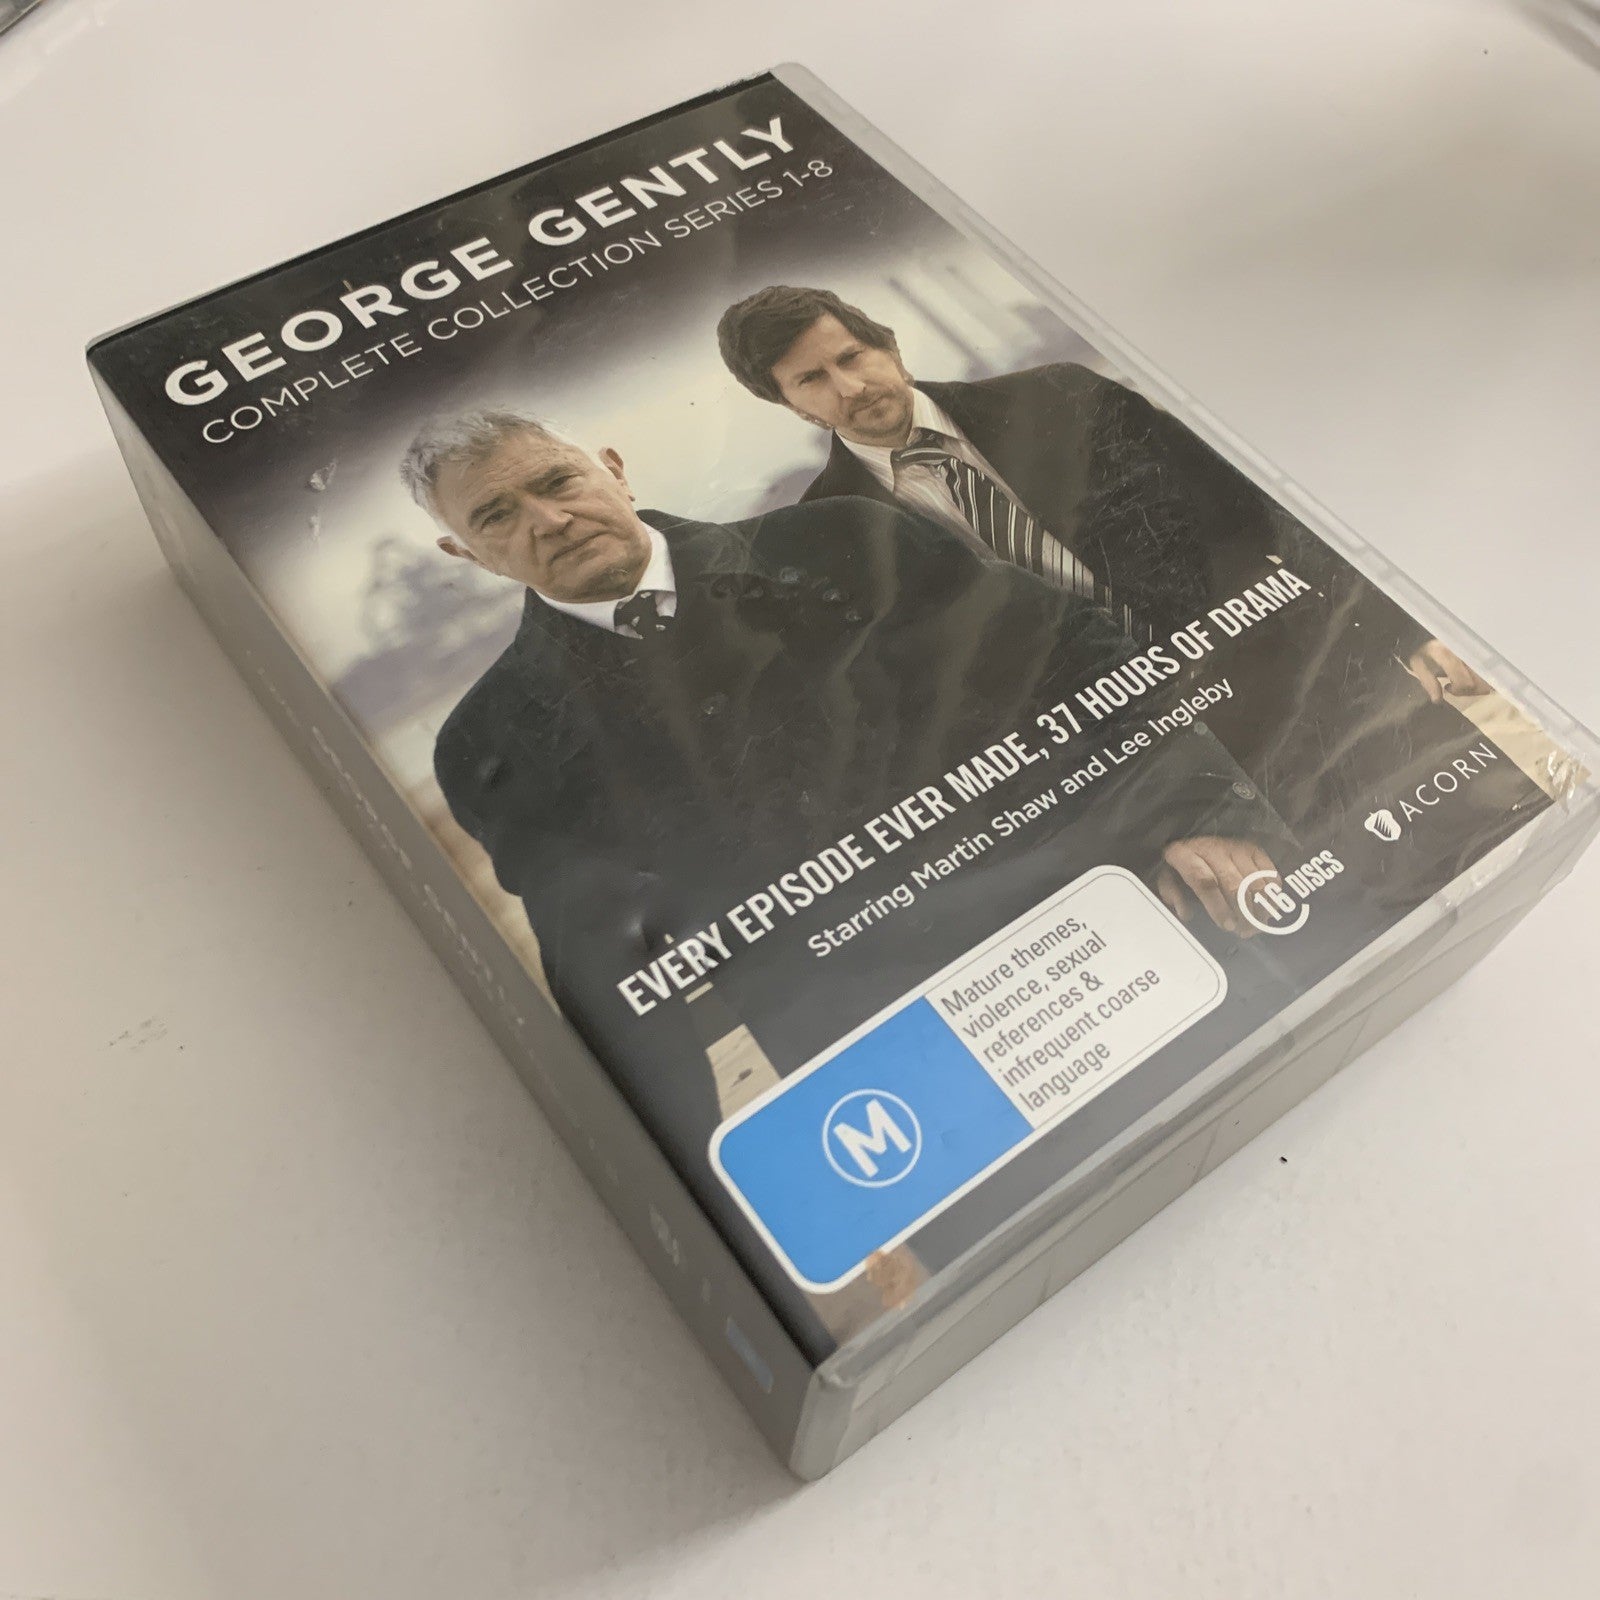 GEORGE GENTLY
COMPLETE COLLECTION SERIES 1-8
EVERY EPISODE EVER MADE, 37 HOURS OF DRAMA
Starring Martin Shaw and Lee Ingleby
16 DISCS
ACORN
M
Mature themes,
violence, sexual
references &
infrequent coarse
language